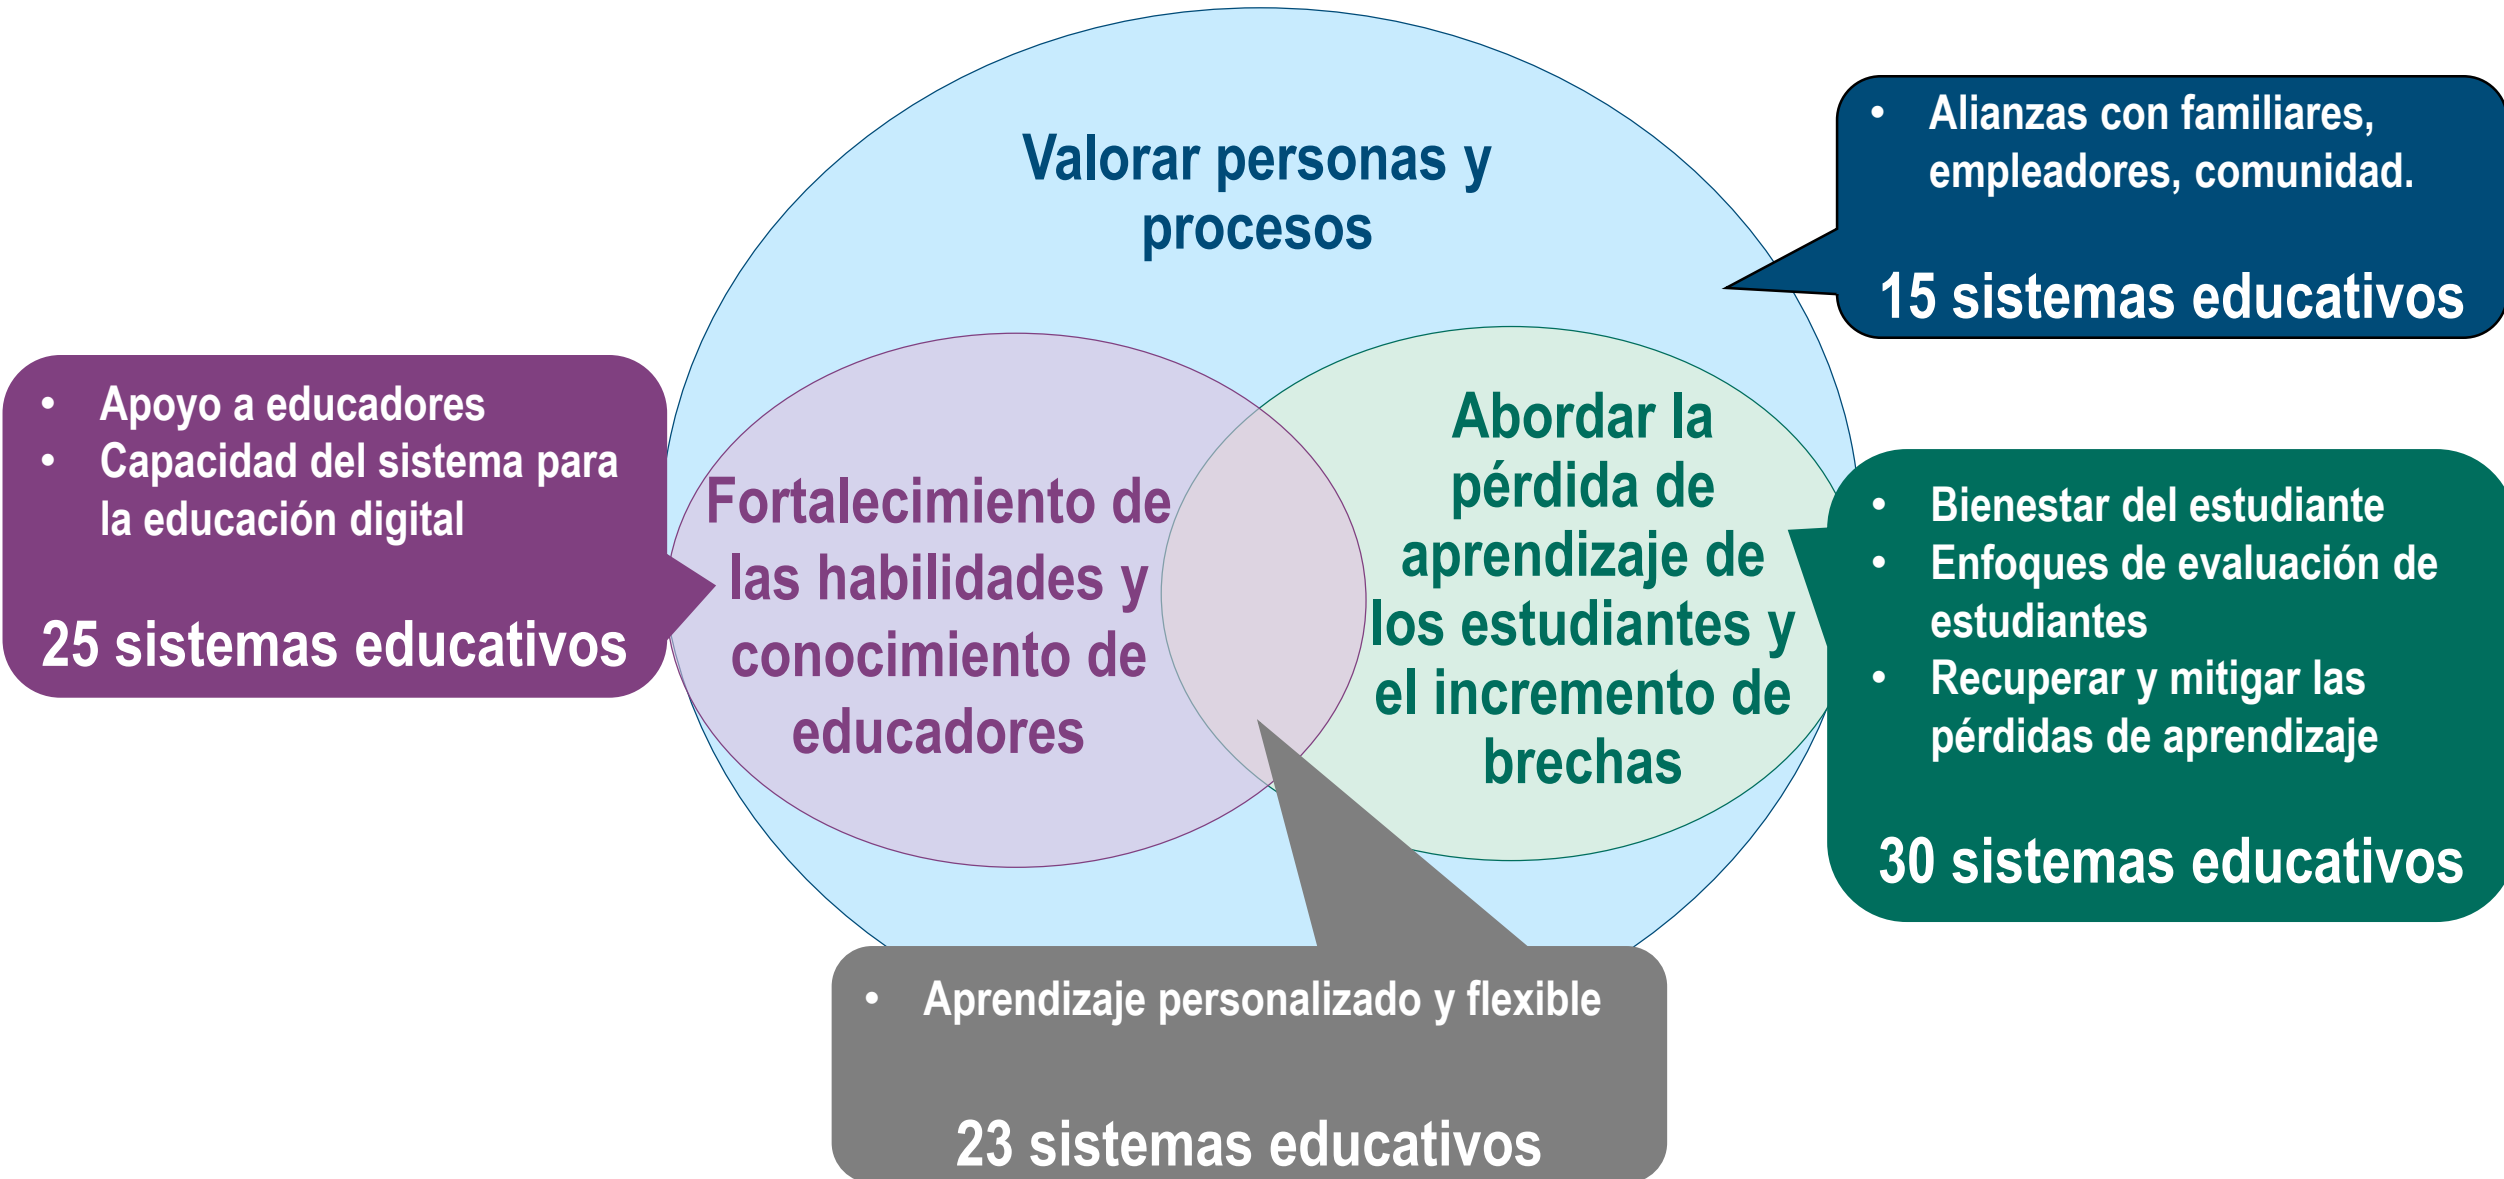 Valorar personas y
procesos
• Alianzas con familiares,
empleadores, comunidad.
15 sistemas educativos
• Apoyo a educadores
• Capacidad del sistema para
la educación digital
25 sistemas educativos
Fortalecimiento de
las habilidades y
conocimiento de
educadores
Abordar la
pérdida de
aprendizaje de
los estudiantes y
el incremento de
brechas
• Bienestar del estudiante
• Enfoques de evaluación de
estudiantes
• Recuperar y mitigar las
pérdidas de aprendizaje
30 sistemas educativos
• Aprendizaje personalizado y flexible
23 sistemas educativos